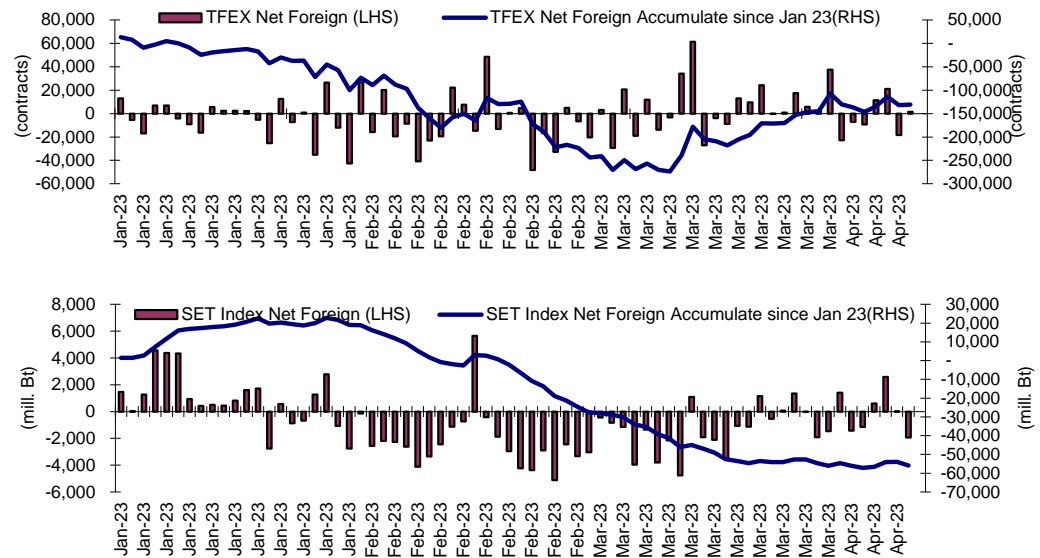 TFEX Net Foreign (LHS)
TFEX Net Foreign Accumulate since Jan 23(RHS)
80,000
60,000
40,000
20,000
0
-20,000
-40,000
-60,000
(contracts)
50,000
-
-50,000
-100,000
-150,000
-200,000
-250,000
-300,000
(contracts)
Jan-23
Jan-23
Jan-23
Jan-23
Jan-23
Jan-23
Jan-23
Jan-23
Jan-23
Jan-23
Jan-23
Feb-23
Feb-23
Feb-23
Feb-23
Feb-23
Feb-23
Feb-23
Feb-23
Feb-23
Feb-23
Mar-23
Mar-23
Mar-23
Mar-23
Mar-23
Mar-23
Mar-23
Mar-23
Mar-23
Mar-23
Mar-23
Apr-23
Apr-23
Apr-23
SET Index Net Foreign (LHS)
SET Index Net Foreign Accumulate since Jan 23(RHS)
8,000
6,000
4,000
2,000
0
-2,000
-4,000
-6,000
(mill. Bt)
30,000
20,000
10,000
-
-10,000
-20,000
-30,000
-40,000
-50,000
-60,000
-70,000
(mill. Bt)
Jan-23
Jan-23
Jan-23
Jan-23
Jan-23
Jan-23
Jan-23
Jan-23
Jan-23
Jan-23
Jan-23
Feb-23
Feb-23
Feb-23
Feb-23
Feb-23
Feb-23
Feb-23
Feb-23
Feb-23
Feb-23
Mar-23
Mar-23
Mar-23
Mar-23
Mar-23
Mar-23
Mar-23
Mar-23
Mar-23
Mar-23
Mar-23
Apr-23
Apr-23
Apr-23